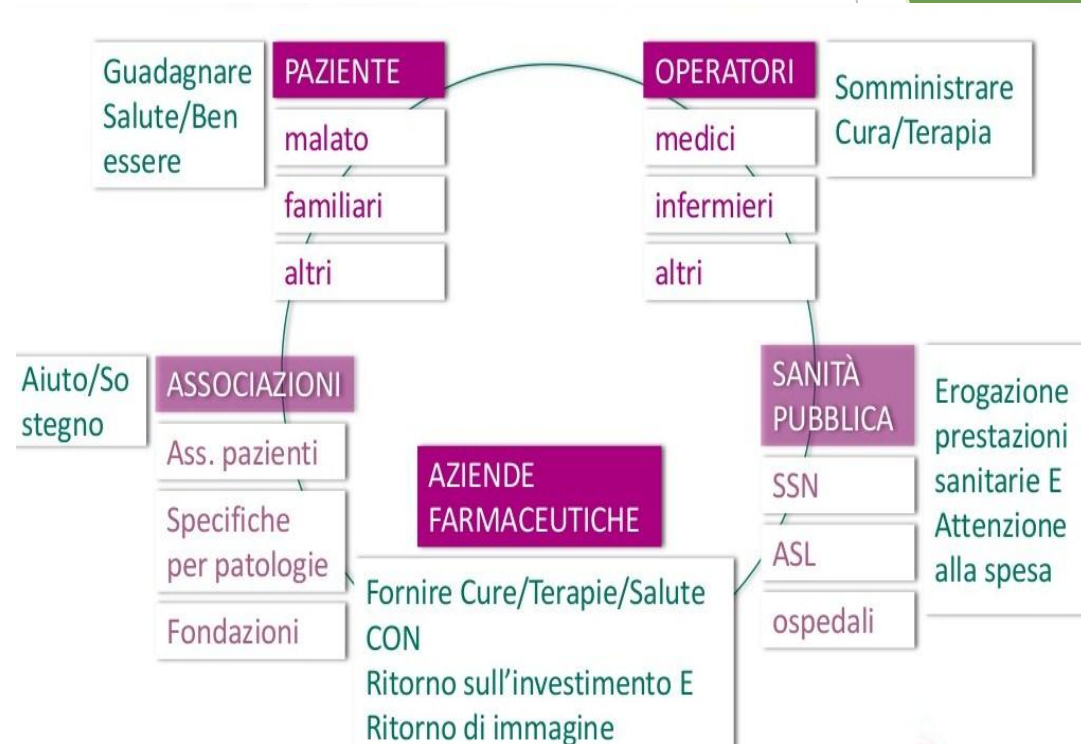 Guadagnare
Salute/Ben
essere
PAZIENTE
malato
familiari
altri
OPERATORI
medici
infermieri
altri
Somministrare
Cura/Terapia
Aiuto/So
stegno
ASSOCIAZIONI
Ass. pazienti
Specifiche
per patologie
Fondazioni
AZIENDE
FARMACEUTICHE
Fornire Cure/Terapie/Salute
CON
Ritorno sull'investimento E
Ritorno di immagine
SANITÀ
PUBBLICA
SSN
ASL
ospedali
Erogazione
prestazioni
sanitarie E
Attenzione
alla spesa